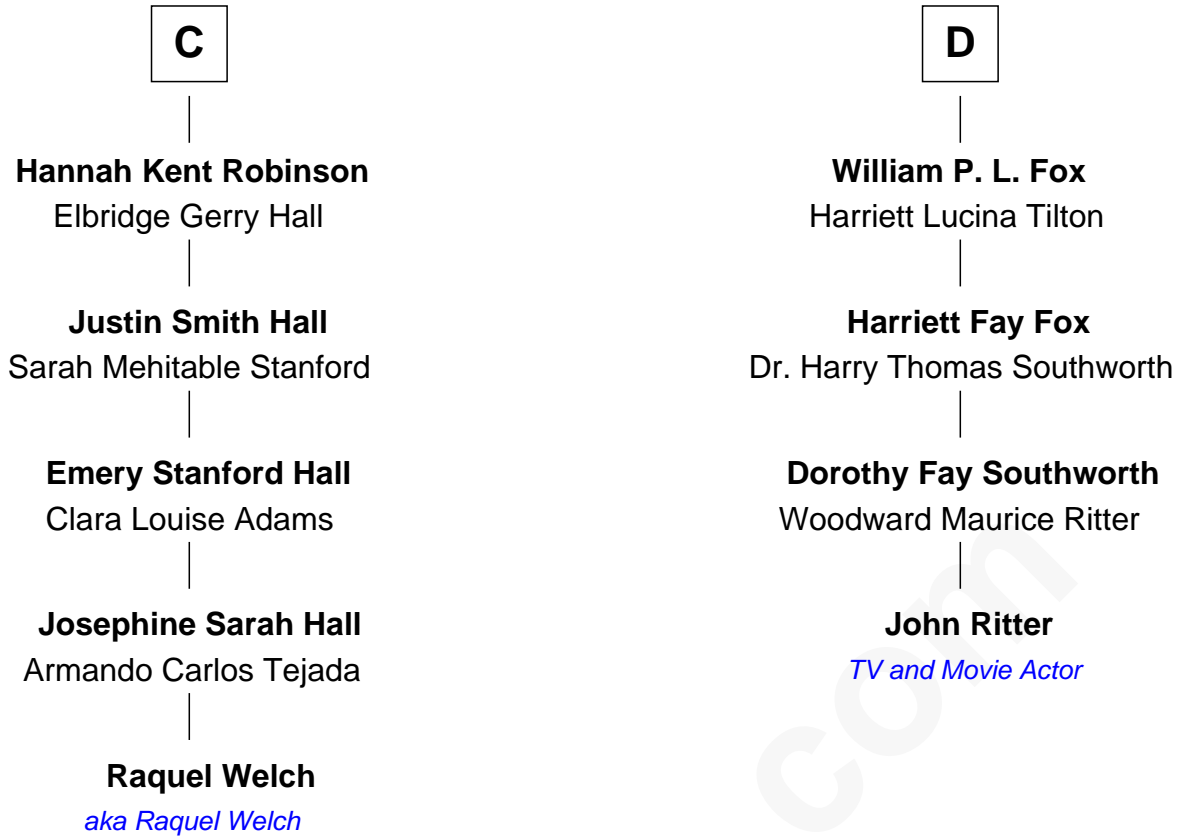 C
Hannah Kent Robinson
Elbridge Gerry Hall
Justin Smith Hall
Sarah Mehitable Stanford
Emery Stanford Hall
Clara Louise Adams
Josephine Sarah Hall
Armando Carlos Tejada
Raquel Welch
aka Raquel Welch
D
William P. L. Fox
Harriett Lucina Tilton
Harriett Fay Fox
Dr. Harry Thomas Southworth
Dorothy Fay Southworth
Woodward Maurice Ritter
John Ritter
TV and Movie Actor
com